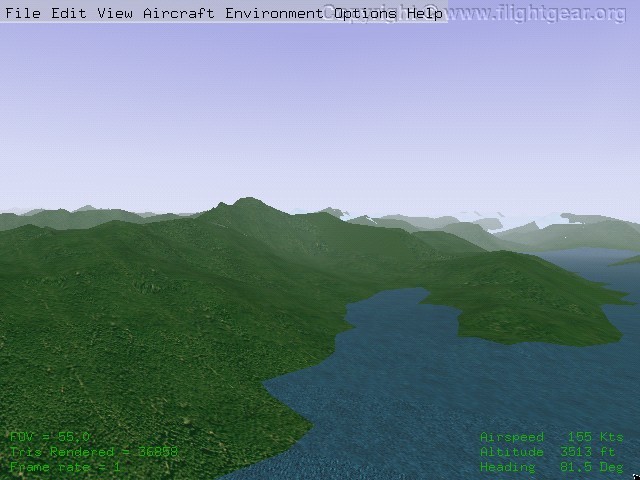 File Edit View Aircraft Environment Options Help
Copyright © www.flightgear.org
FOV = 55.0
Tris Rendered = 36858
Frame rate = 1
Airspeed 155 Kts
Altitude 3513 ft
Heading 81.5 Deg